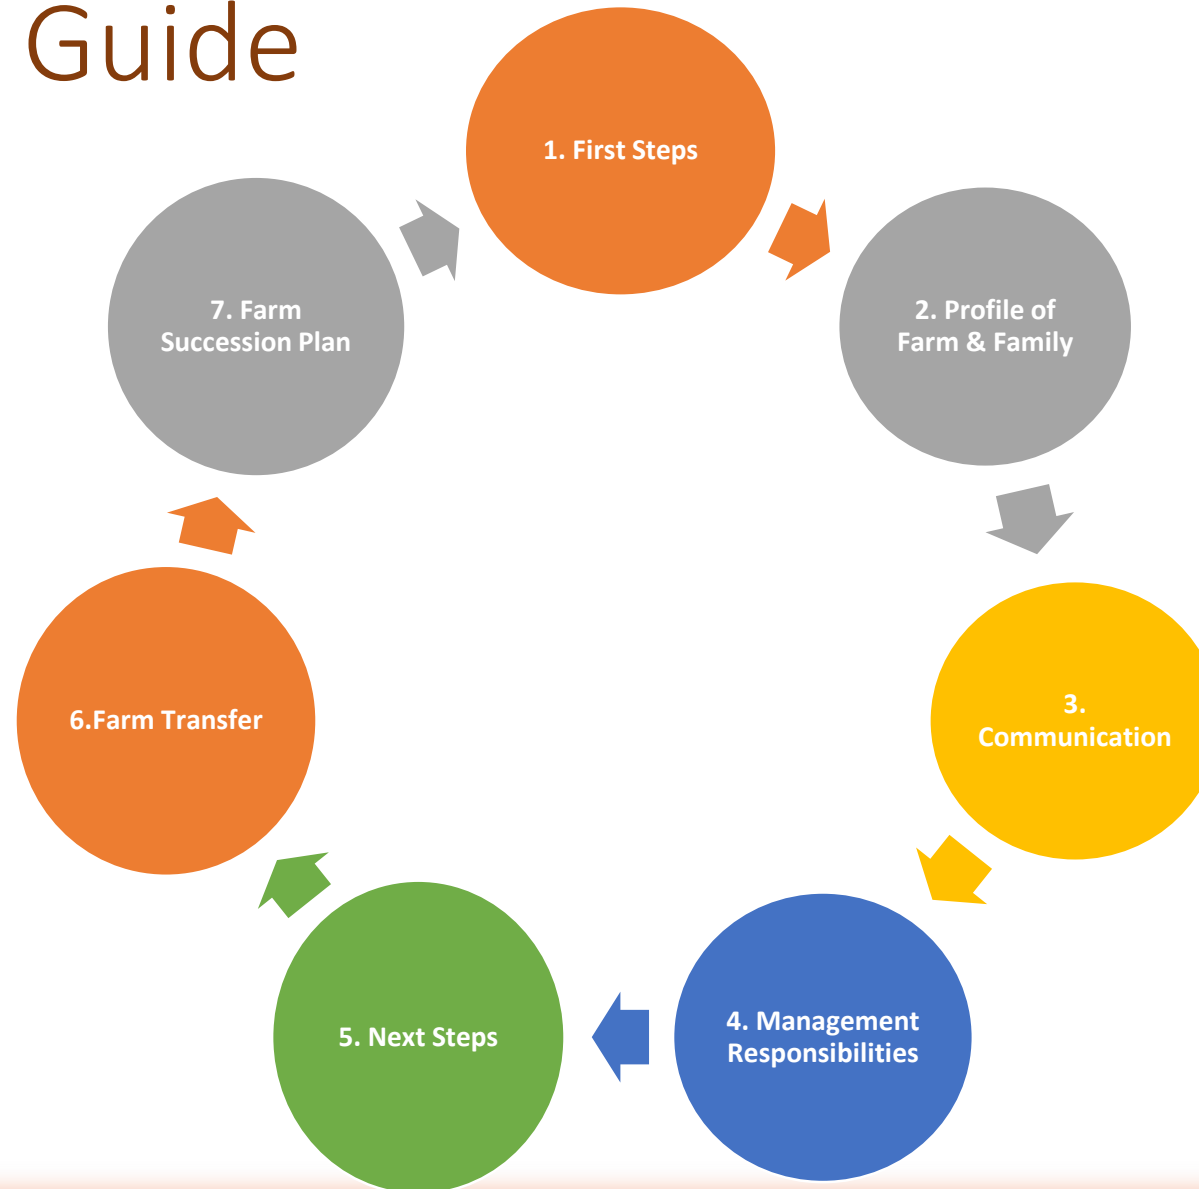 Guide
1. First Steps
2. Profile of
Farm & Family
3.
Communication
4. Management
Responsibilities
5. Next Steps
6.Farm Transfer
7. Farm
Succession Plan